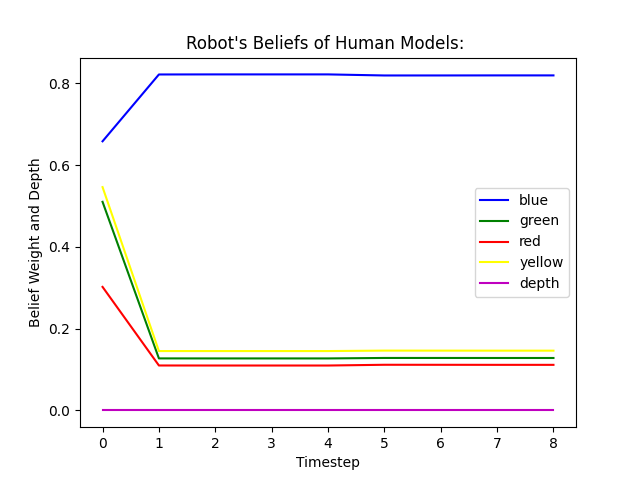 Robot's Beliefs of Human Models:
Belief Weight and Depth
0.8
0.6
0.4
0.2
0.0
blue
green
red
yellow
depth
0 1 2 3 4 5 6 7 8
Timestep